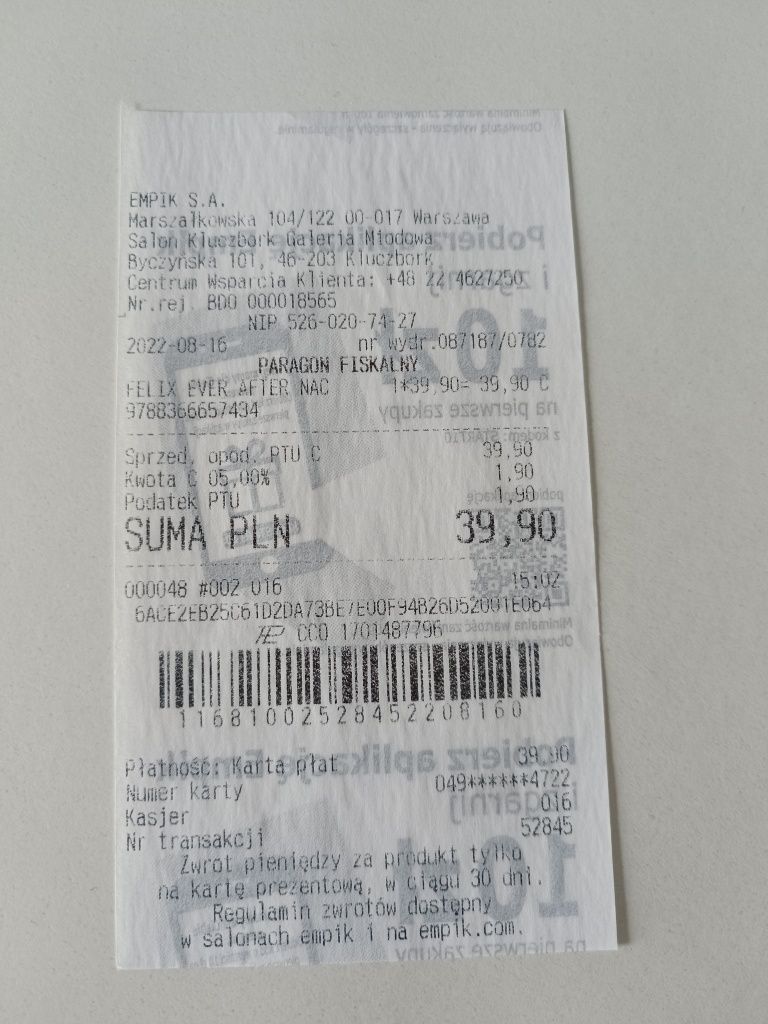 EMPIK S.A.
Marszałkowska 104/122 00-017 Warszawa
Salon Kluczbork Galeria Miodowa
Byczyńska 101, 46-203 Kluczbork
Centrum Wsparcia Klienta: +48 22 4627250
Nr.rej. BDO 000018565
NIP 526-020-74-27
2022-08-16 nr wydr.087187/0782
PARAGON FISKALNY
FELIX EVER AFTER NAC 1*39,90= 39,90 C
9788366657434
Sprzed. opod. PTU C 39,90
Kwota C 05,00% 1,90
Podatek PTU 1,90
SUMA PLN 39,90
000048 #002 016 15:02
6ACE2EB25C61D2DA73BE7E00F94B26D52001E064
CCO 1701487796
11681002528452208160
Płatność: Karta płat 39,90
Numer karty 049******4722
Kasjer 016
Nr transakcji 52845
Zwrot pieniędzy za produkt tylko
na kartę prezentową, w ciągu 30 dni.
Regulamin zwrotów dostępny
w salonach empik i na empik.com.